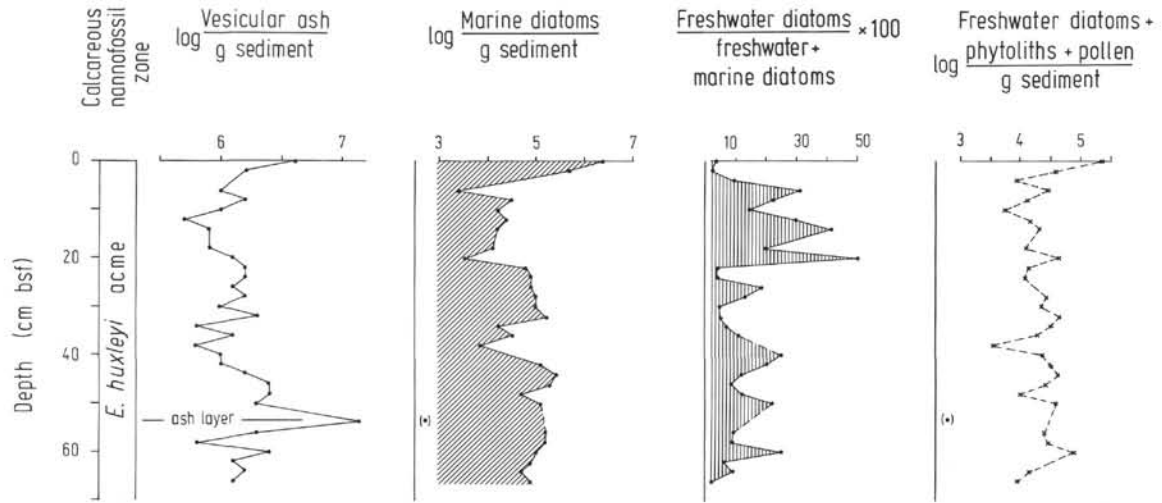 Calcareous
nannofossil
zone
log Vesicular ash
g sediment
log Marine diatoms
g sediment
Freshwater diatoms ×100
freshwater+
marine diatoms
Freshwater diatoms +
log phytoliths + pollen
g sediment
6 7
3 5 7
10 30 50
3 4 5
Depth (cm bsf)
0
20
40
60
E. huxleyi acme
ash layer
(•)
(•)